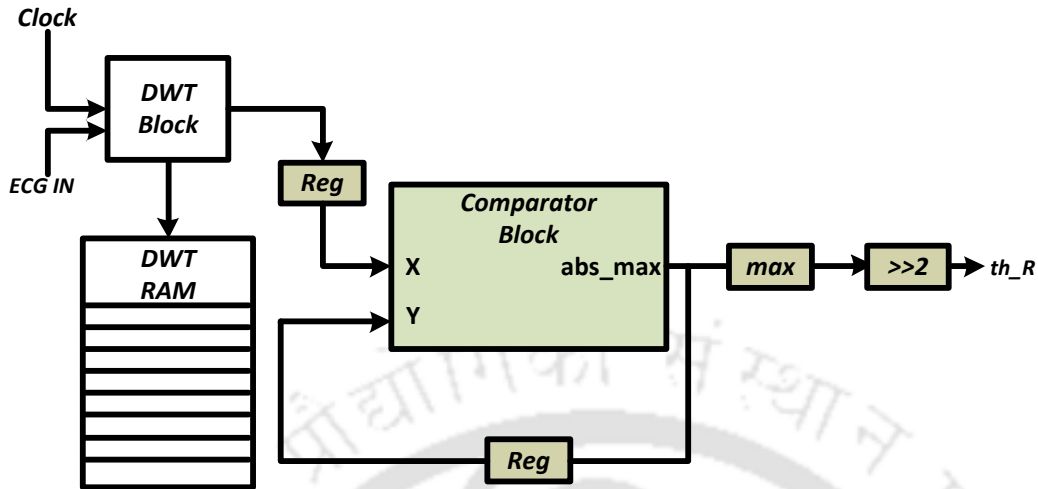 Clock
DWT
Block
ECG IN
Reg
DWT
RAM
Comparator
Block
X
abs_max
Y
max
>>2
th_R
Reg